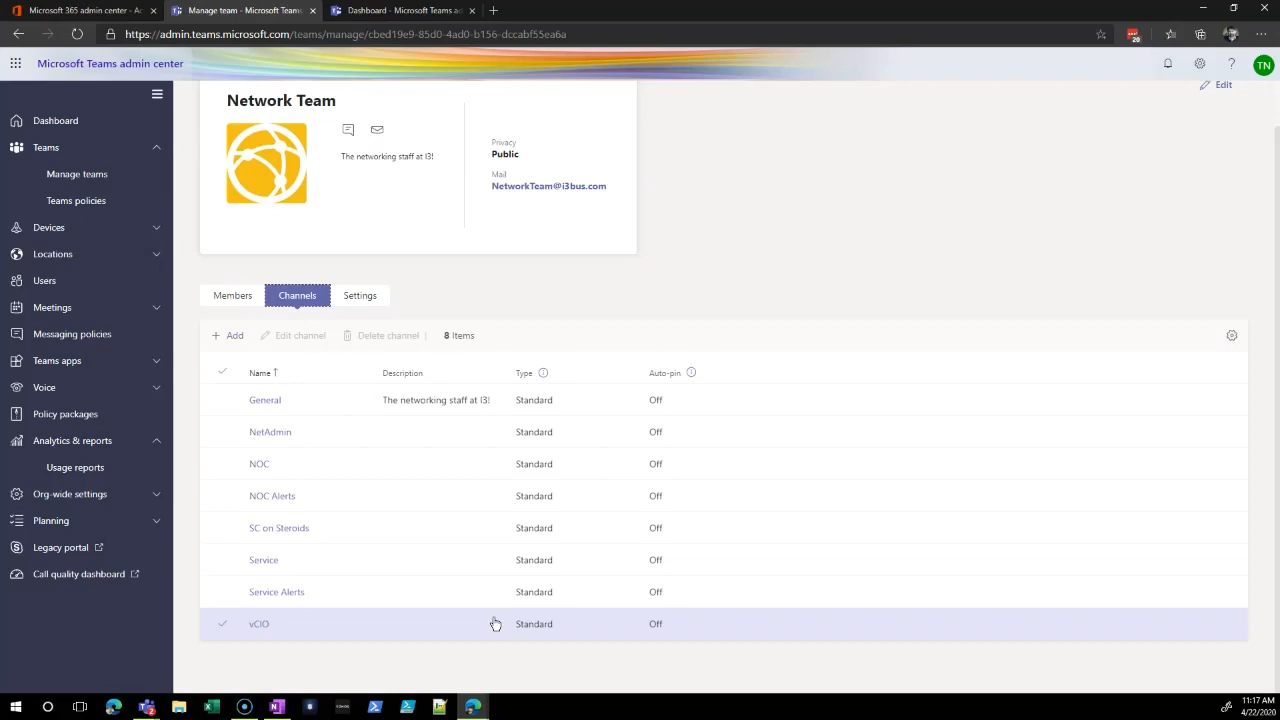 Microsoft 365 admin center - Ac
Manage team - Microsoft Teams
Dashboard - Microsoft Teams ad
https://admin.teams.microsoft.com/teams/manage/cbed19e9-85d0-4ad0-b156-dccabf55ea6a
Microsoft Teams admin center
TN
Dashboard
Teams
Manage teams
Teams policies
Devices
Locations
Users
Meetings
Messaging policies
Teams apps
Voice
Policy packages
Analytics & reports
Usage reports
Org-wide settings
Planning
Legacy portal
Call quality dashboard
Edit
Network Team
The networking staff at I3!
Privacy
Public
Mail
NetworkTeam@i3bus.com
Members Channels Settings
+ Add Edit channel Delete channel | 8 Items
Name ↑ Description Type Auto-pin
General The networking staff at I3! Standard Off
NetAdmin Standard Off
NOC Standard Off
NOC Alerts Standard Off
SC on Steroids Standard Off
Service Standard Off
Service Alerts Standard Off
vCIO Standard Off
11:17 AM
4/22/2020